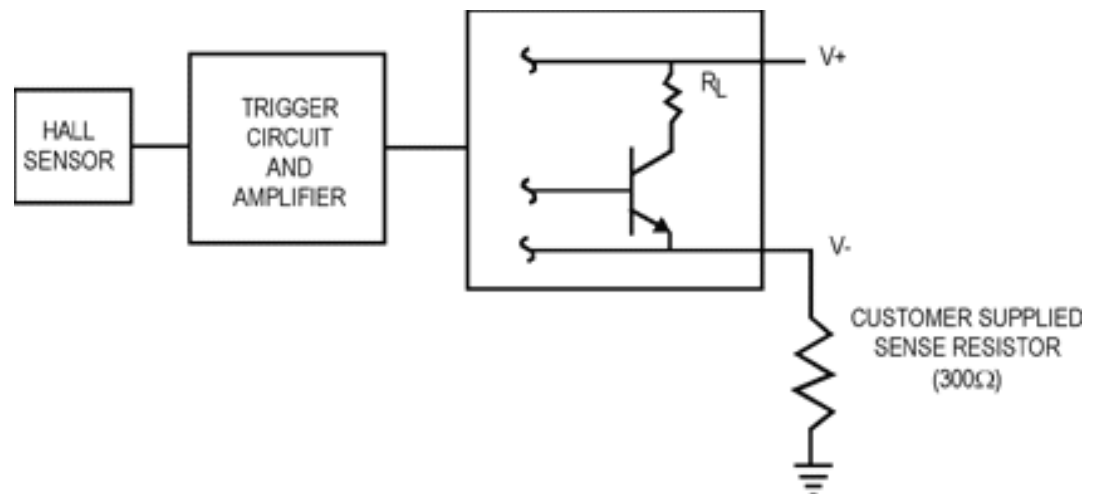 HALL
SENSOR
TRIGGER
CIRCUIT
AND
AMPLIFIER
RL
V+
V-
CUSTOMER SUPPLIED
SENSE RESISTOR
(300Ω)